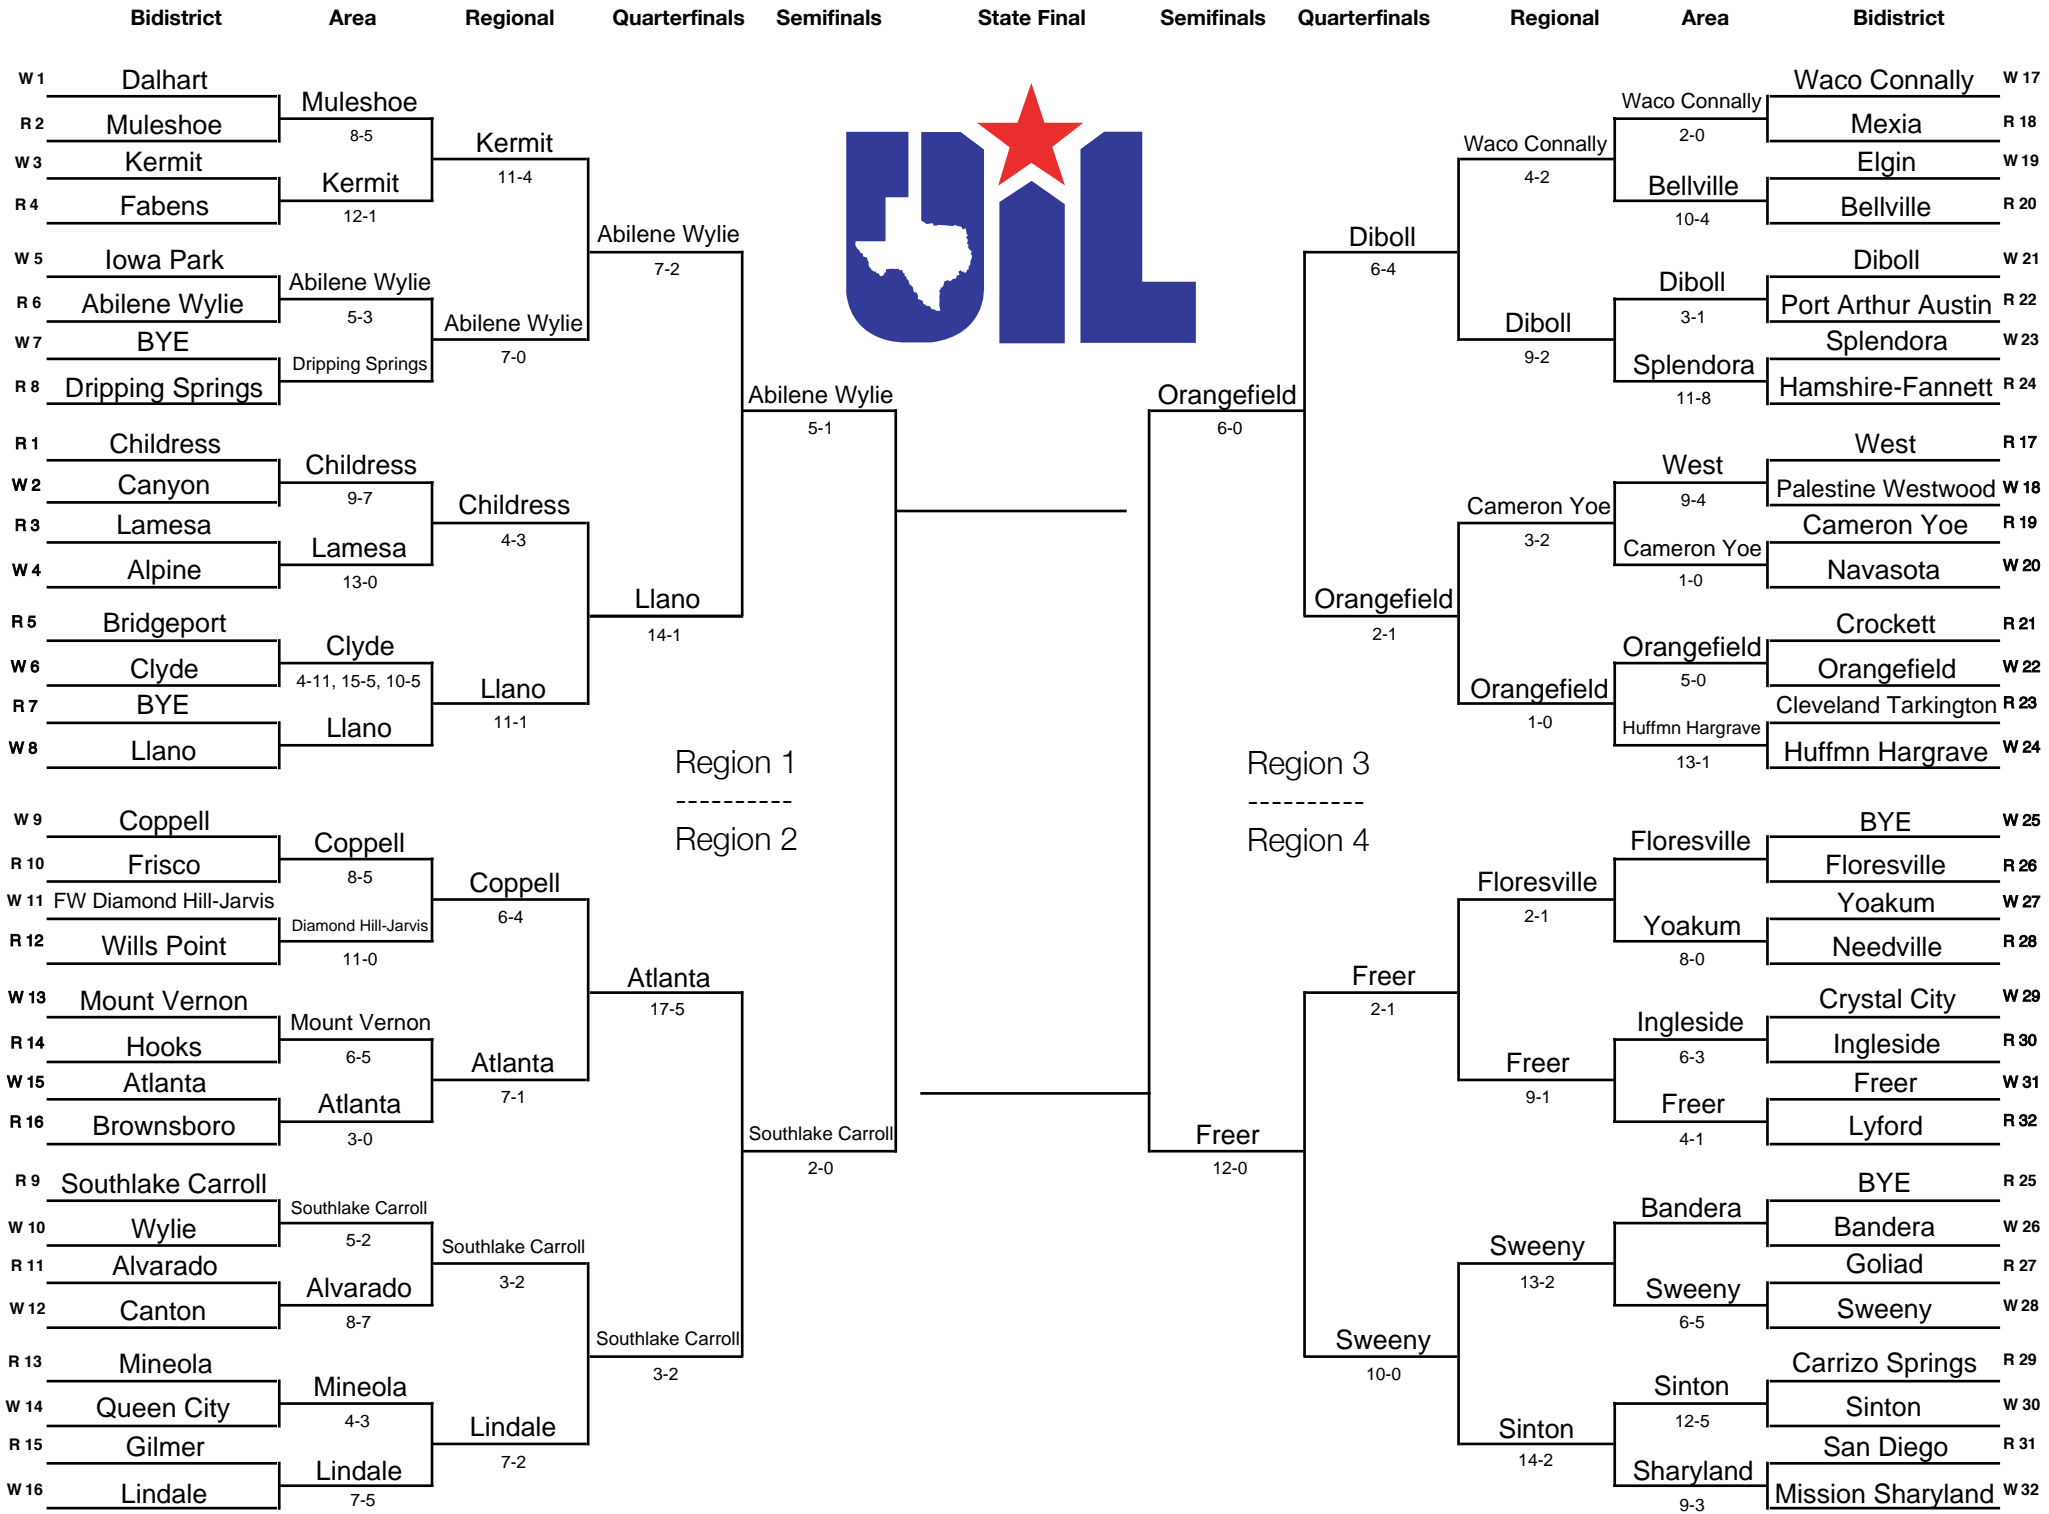 Bidistrict Area Regional Quarterfinals Semifinals State Final Semifinals Quarterfinals Regional Area Bidistrict
W 1 Dalhart
R 2 Muleshoe
W 3 Kermit
R 4 Fabens
W 5 Iowa Park
R 6 Abilene Wylie
W 7 BYE
R 8 Dripping Springs
R 1 Childress
W 2 Canyon
R 3 Lamesa
W 4 Alpine
R 5 Bridgeport
W 6 Clyde
R 7 BYE
W 8 Llano
W 9 Coppell
R 10 Frisco
W 11 FW Diamond Hill-Jarvis
R 12 Wills Point
W 13 Mount Vernon
R 14 Hooks
W 15 Atlanta
R 16 Brownsboro
R 9 Southlake Carroll
W 10 Wylie
R 11 Alvarado
W 12 Canton
R 13 Mineola
W 14 Queen City
R 15 Gilmer
W 16 Lindale
Muleshoe
8-5
Kermit
12-1
Abilene Wylie
5-3
Dripping Springs
Childress
9-7
Lamesa
13-0
Clyde
4-11, 15-5, 10-5
Llano
Coppell
8-5
Diamond Hill-Jarvis
11-0
Mount Vernon
6-5
Atlanta
3-0
Southlake Carroll
5-2
Alvarado
8-7
Mineola
4-3
Lindale
7-5
Kermit
11-4
Abilene Wylie
7-0
Childress
4-3
Llano
11-1
Coppell
6-4
Atlanta
7-1
Southlake Carroll
3-2
Lindale
7-2
Abilene Wylie
7-2
Llano
14-1
Region 1
----------
Region 2
Atlanta
17-5
Southlake Carroll
3-2
Abilene Wylie
5-1
Southlake Carroll
2-0
UIL
Orangefield
6-0
Freer
12-0
Diboll
6-4
Orangefield
2-1
Region 3
----------
Region 4
Freer
2-1
Sweeny
10-0
Waco Connally
4-2
Diboll
9-2
Cameron Yoe
3-2
Orangefield
1-0
Floresville
2-1
Freer
9-1
Sweeny
13-2
Sinton
14-2
Waco Connally
2-0
Bellville
10-4
Diboll
3-1
Splendora
11-8
West
9-4
Cameron Yoe
1-0
Orangefield
5-0
Huffmn Hargrave
13-1
Floresville
Yoakum
8-0
Ingleside
6-3
Freer
4-1
Bandera
Sweeny
6-5
Sinton
12-5
Sharyland
9-3
Waco Connally W 17
Mexia R 18
Elgin W 19
Bellville R 20
Diboll W 21
Port Arthur Austin R 22
Splendora W 23
Hamshire-Fannett R 24
West R 17
Palestine Westwood W 18
Cameron Yoe R 19
Navasota W 20
Crockett R 21
Orangefield W 22
Cleveland Tarkington R 23
Huffmn Hargrave W 24
BYE W 25
Floresville R 26
Yoakum W 27
Needville R 28
Crystal City W 29
Ingleside R 30
Freer W 31
Lyford R 32
BYE R 25
Bandera W 26
Goliad R 27
Sweeny W 28
Carrizo Springs R 29
Sinton W 30
San Diego R 31
Mission Sharyland W 32